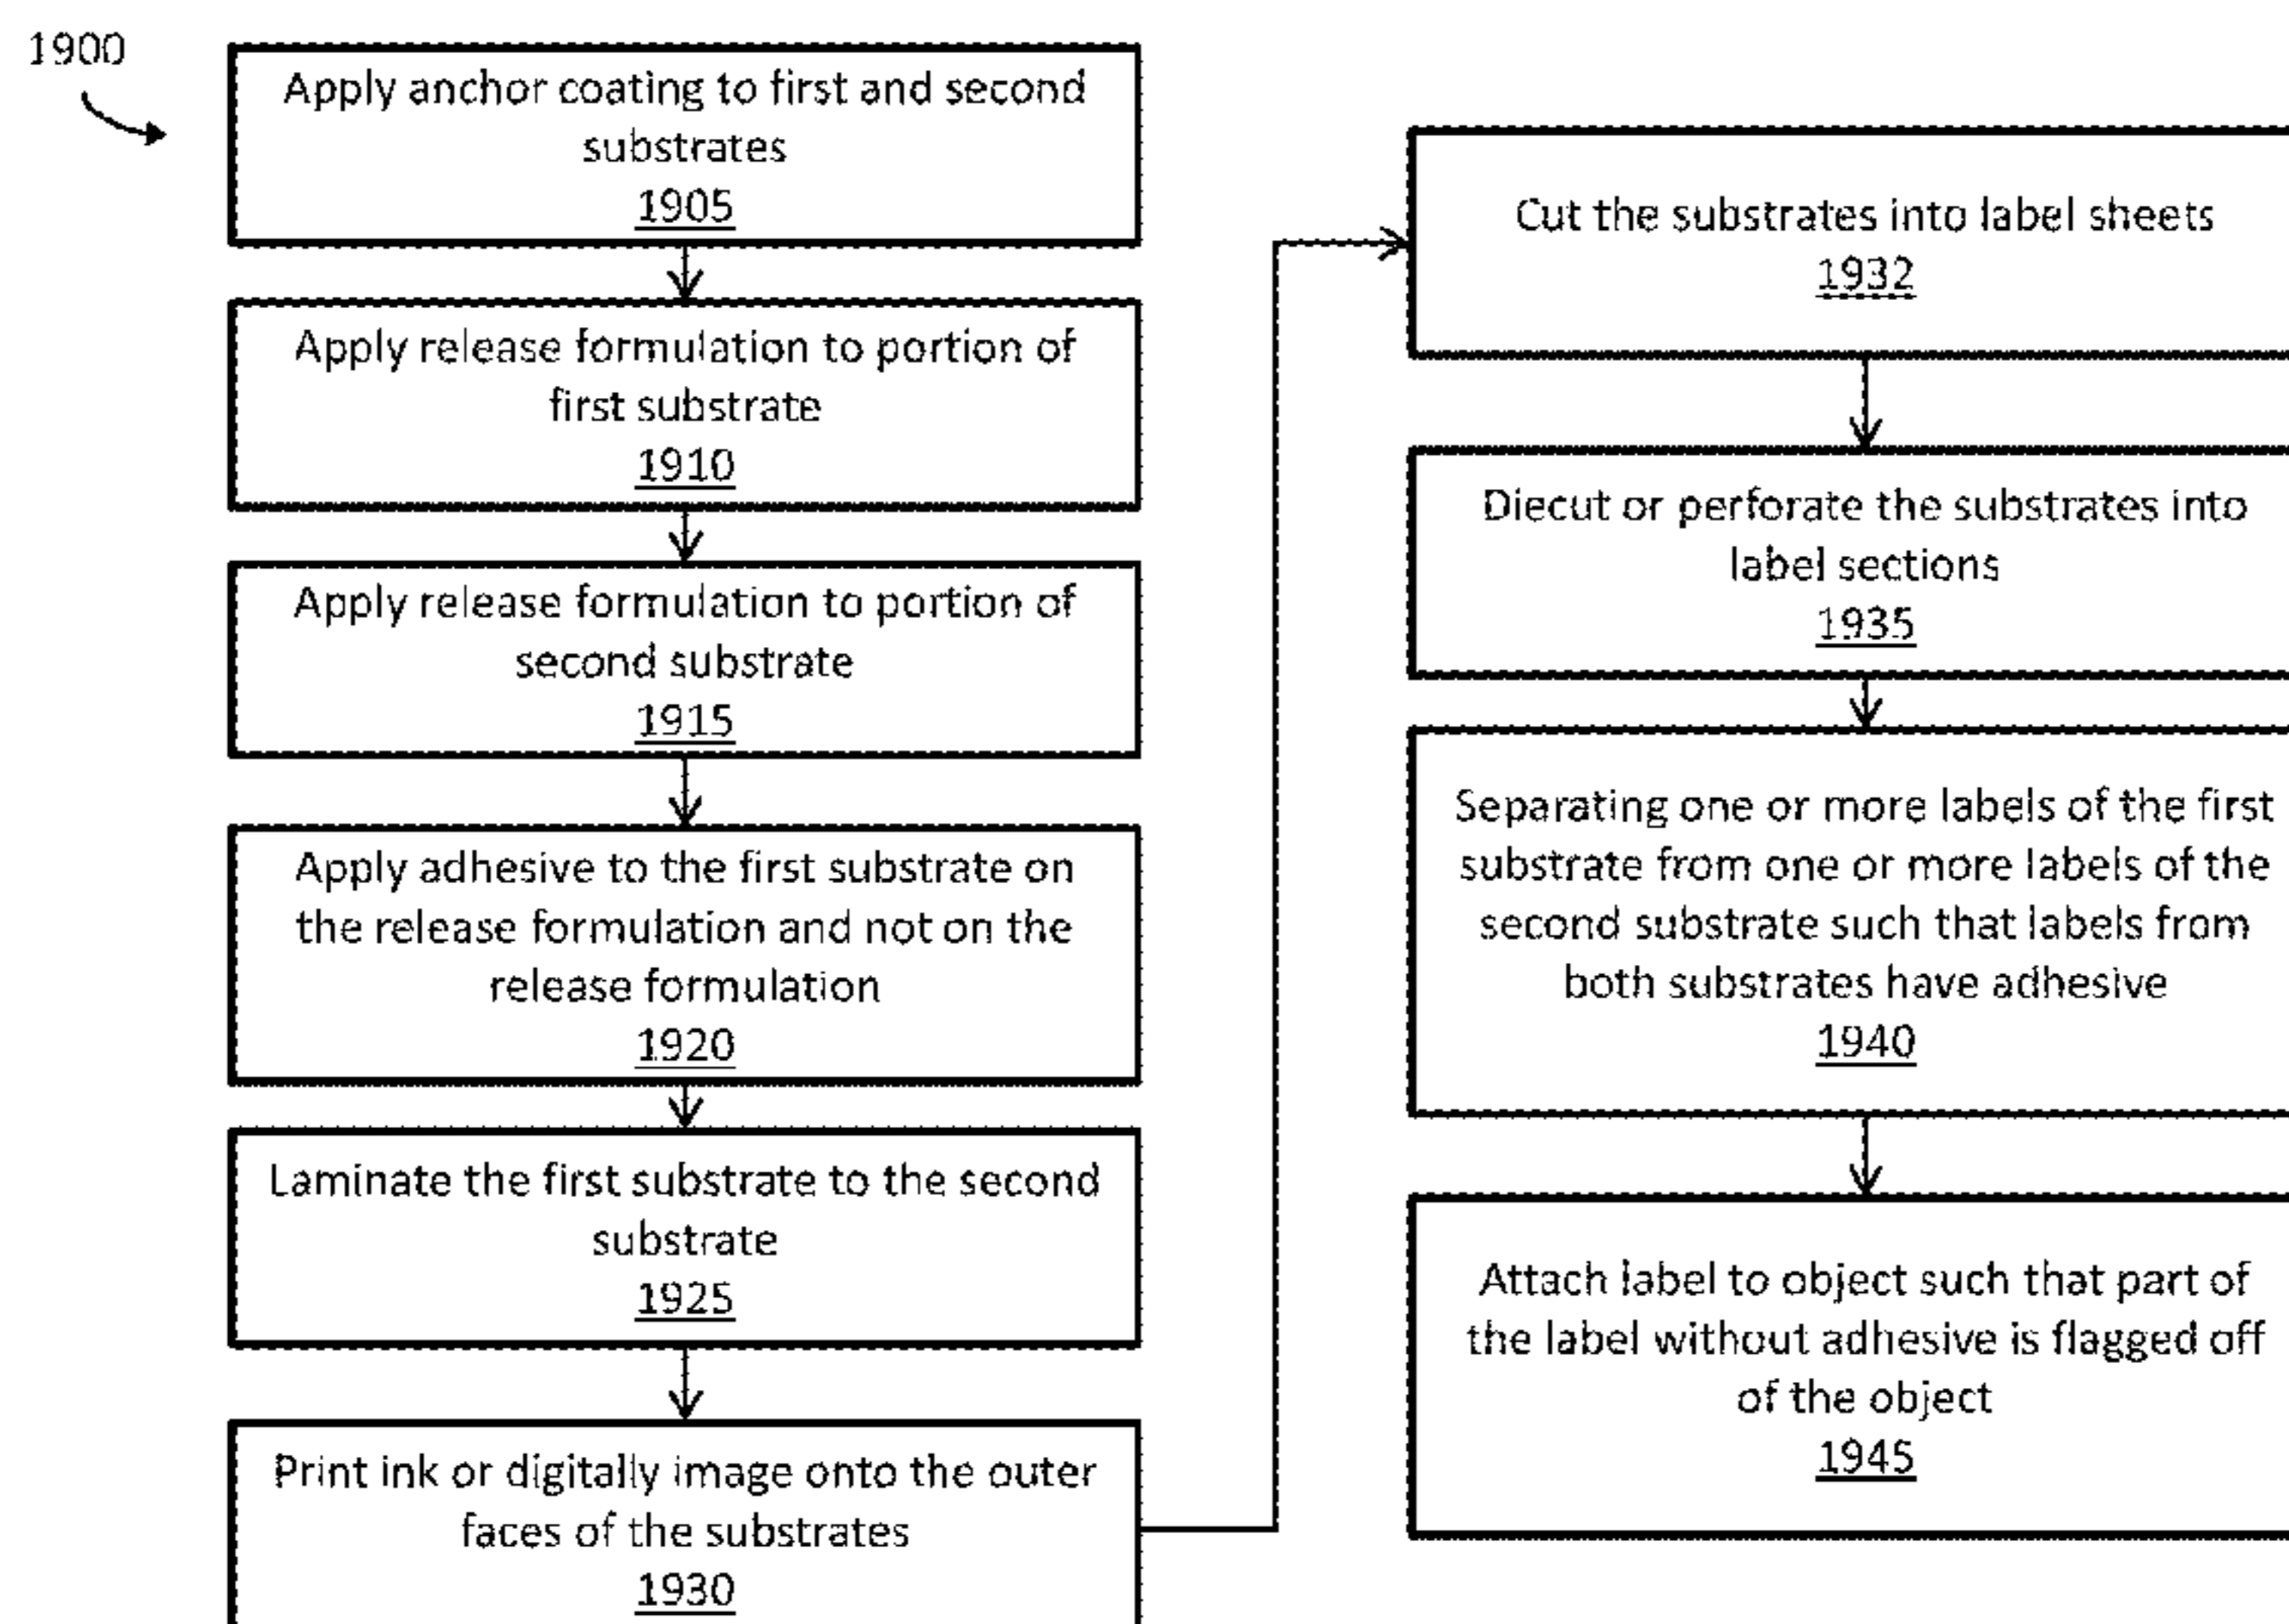 1900
Apply anchor coating to first and second
substrates
1905
Apply release formulation to portion of
first substrate
1910
Apply release formulation to portion of
second substrate
1915
Apply adhesive to the first substrate on
the release formulation and not on the
release formulation
1920
Laminate the first substrate to the second
substrate
1925
Print ink or digitally image onto the outer
faces of the substrates
1930
Cut the substrates into label sheets
1932
Diecut or perforate the substrates into
label sections
1935
Separating one or more labels of the first
substrate from one or more labels of the
second substrate such that labels from
both substrates have adhesive
1940
Attach label to object such that part of
the label without adhesive is flagged off
of the object
1945